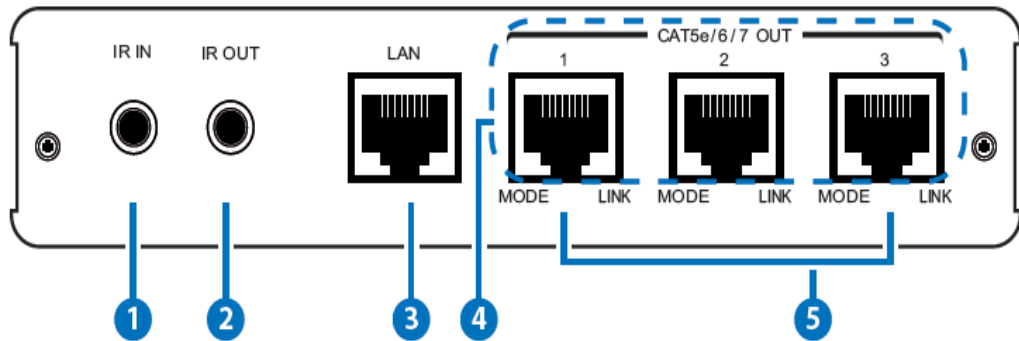 CAT5e/6/7 OUT
IR IN IR OUT LAN 1 2 3
MODE LINK MODE LINK MODE LINK
1 2 3 4 5